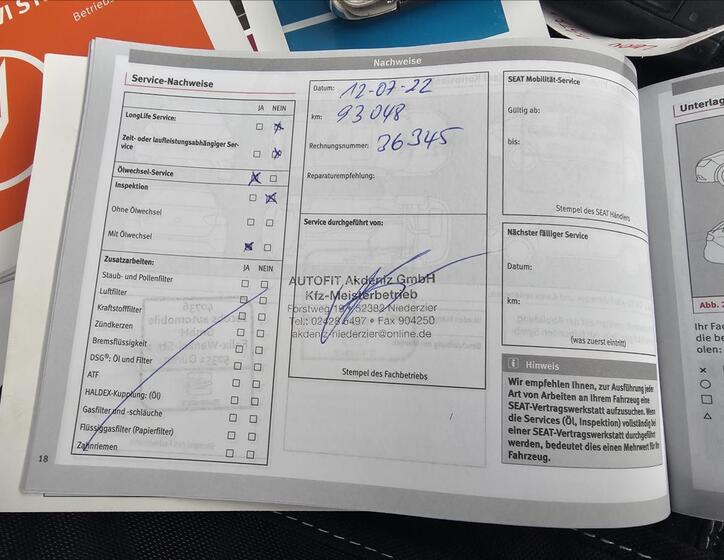 Betriebs
Nachweise
Service-Nachweise
JA NEIN
LongLife Service:
Zeit- oder laufleistungsabhängiger Ser-
vice
Ölwechsel-Service
Inspektion
Ohne Ölwechsel
Mit Ölwechsel
Zusatzarbeiten: JA NEIN
Staub- und Pollenfilter
Luftfilter
Kraftstofffilter
Zündkerzen
Bremsflüssigkeit
DSG®: Öl und Filter
ATF
HALDEX-Kupplung: (Öl)
Gasfilter und -schläuche
Flüssiggasfilter (Papierfilter)
Zahnriemen
18
Datum: 12-07-22
km: 93048
Rechnungsnummer: 36345
Reparaturempfehlung:
Service durchgeführt von:
AUTOFIT Akdeniz GmbH
Kfz-Meisterbetrieb
Forstweg 52382 Niederzier
Tel.: 02428 5497 • Fax 904250
akdeniz-niederzier@online.de
Stempel des Fachbetriebs
SEAT Mobilität-Service
Gültig ab:
bis:
Stempel des SEAT Händlers
Nächster fälliger Service
Datum:
km:
(was zuerst eintritt)
Hinweis
Wir empfehlen Ihnen, zur Ausführung jeder
Art von Arbeiten an Ihrem Fahrzeug eine
SEAT-Vertragswerkstatt aufzusuchen. Wenn
die Services (Öl, Inspektion) vollständig bei
einer SEAT-Vertragswerkstatt durchgeführt
werden, bedeutet dies einen Mehrwert für Ihr
Fahrzeug.
Unterlag
Abb. 2
Ihr Fa
die be
olen: